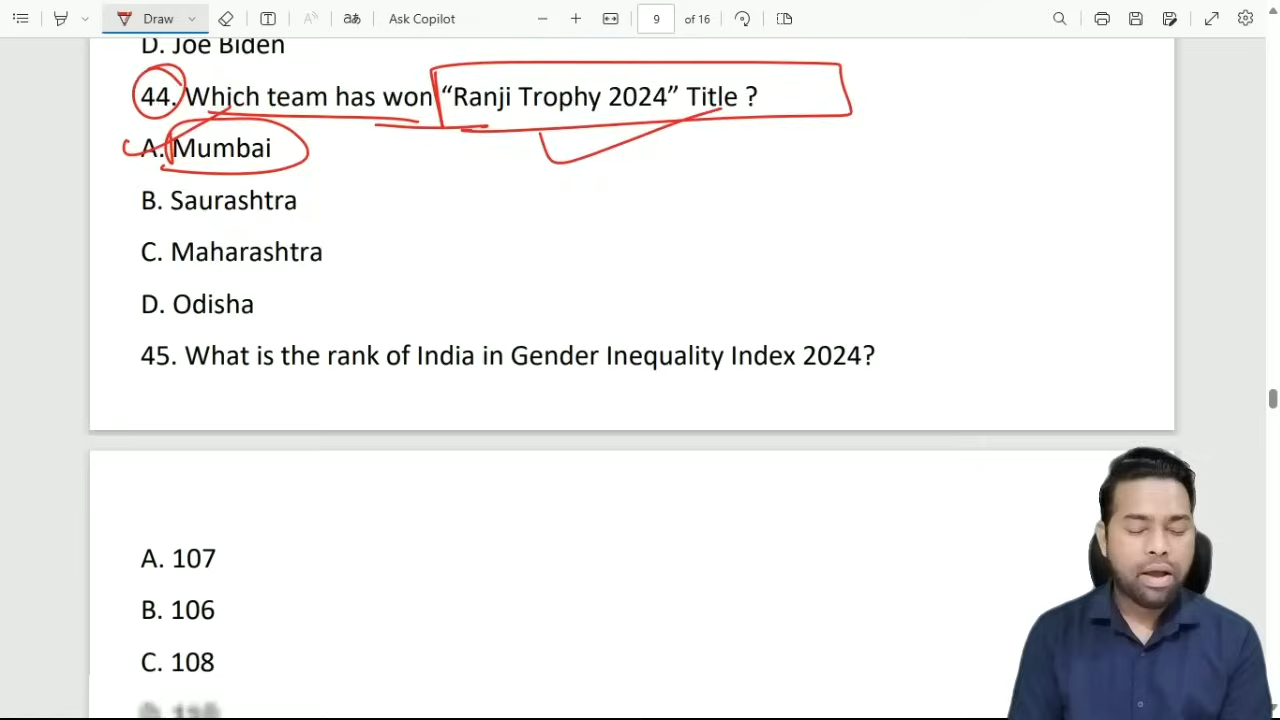 Draw
Ask Copilot
9 of 16
D. Joe Biden
44. Which team has won “Ranji Trophy 2024” Title ?
A. Mumbai
B. Saurashtra
C. Maharashtra
D. Odisha
45. What is the rank of India in Gender Inequality Index 2024?
A. 107
B. 106
C. 108